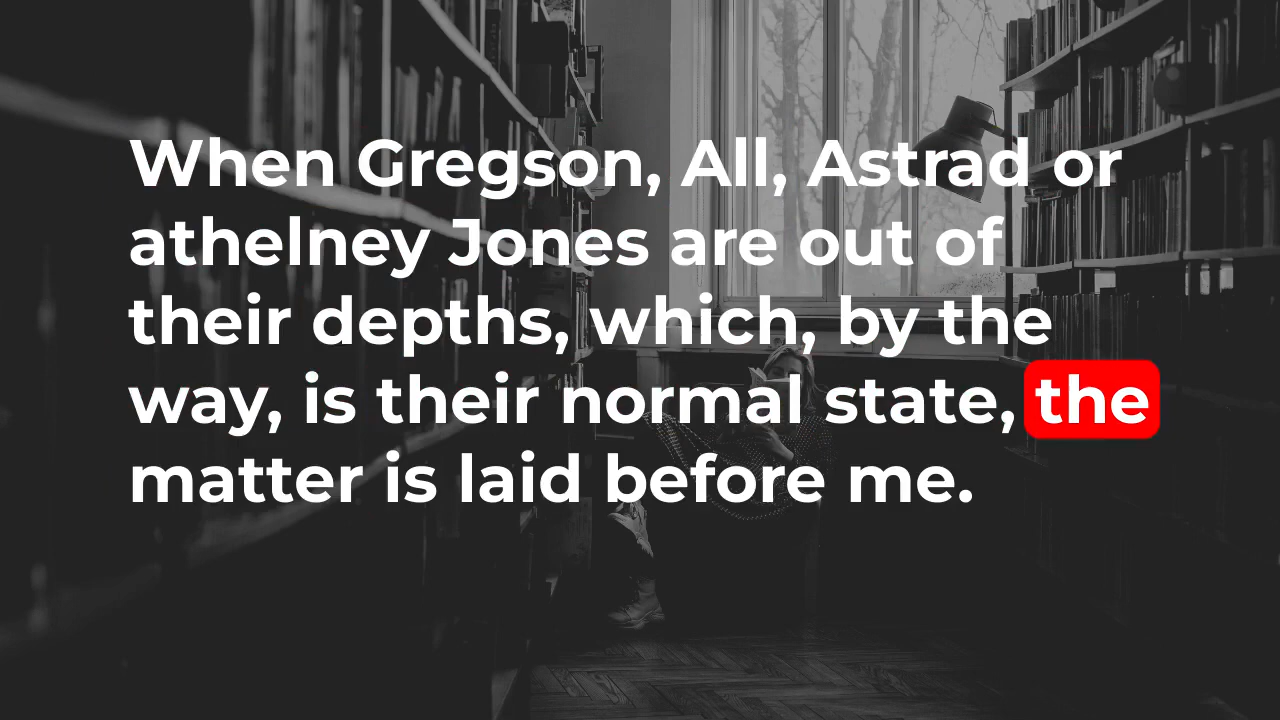 When Gregson, All, Astrad or
athelney Jones are out of
their depths, which, by the
way, is their normal state, the
matter is laid before me.